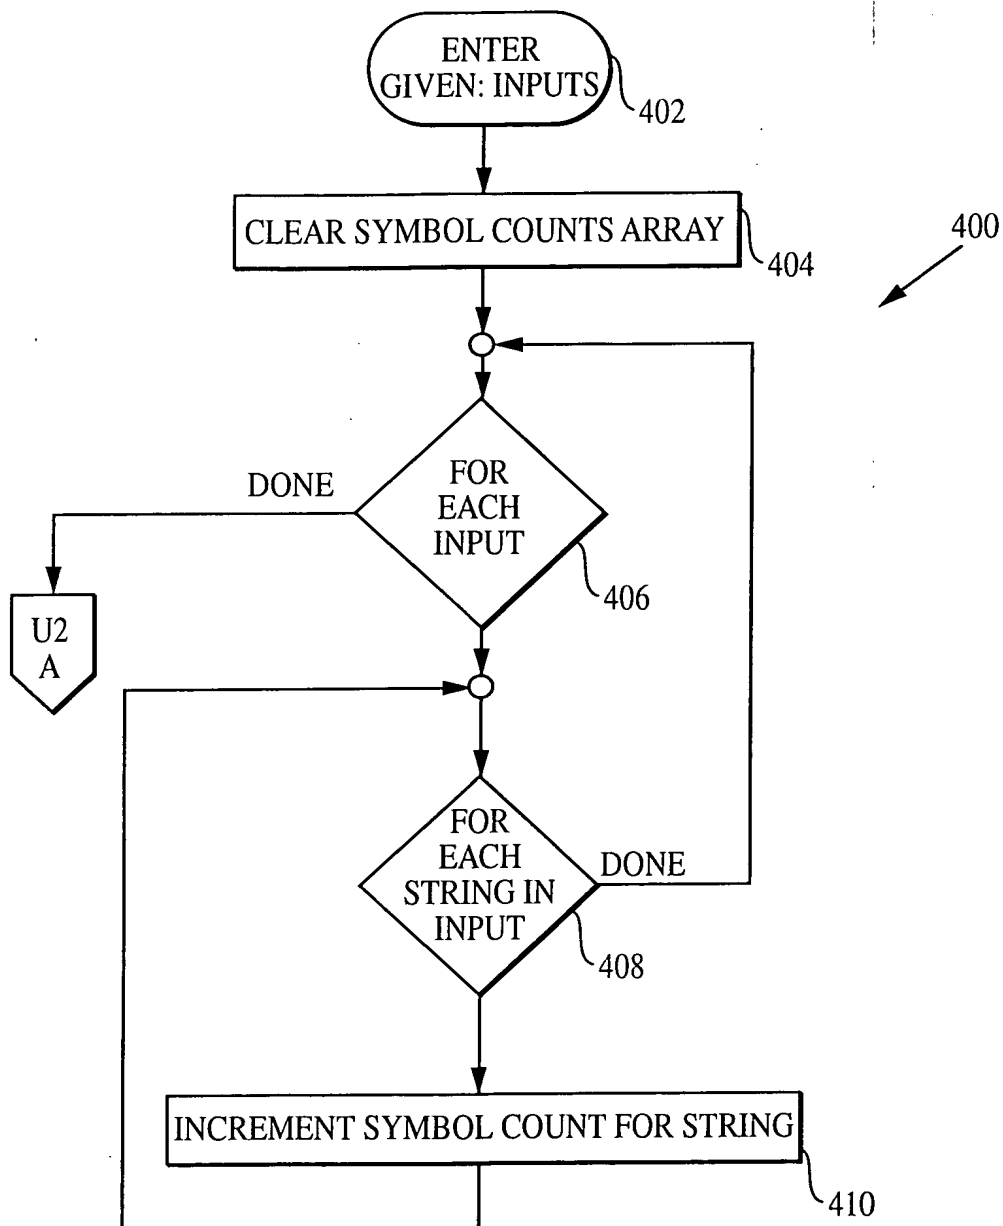 ENTER
GIVEN: INPUTS
402
CLEAR SYMBOL COUNTS ARRAY
404
400
DONE
FOR
EACH
INPUT
406
U2
A
FOR
EACH
STRING IN
INPUT
DONE
408
INCREMENT SYMBOL COUNT FOR STRING
410